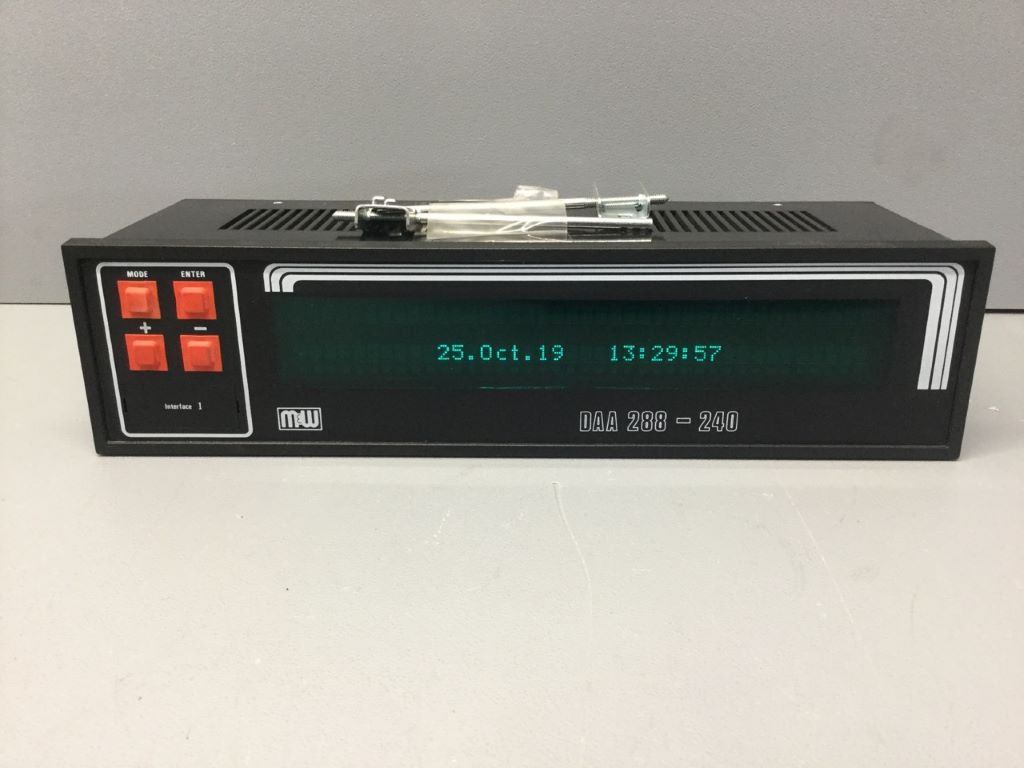 MODE ENTER
+ −
Interface 1
25.Oct.19 13:29:57
M&W
DAA 288 – 240